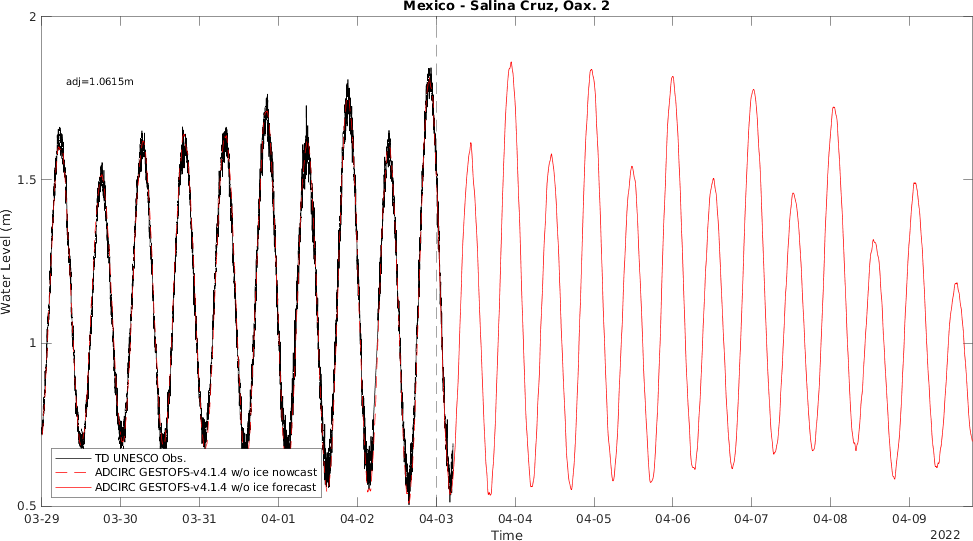 Mexico - Salina Cruz, Oax. 2
2
adj=1.0615m
1.5
Water Level (m)
1
TD UNESCO Obs.
ADCIRC GESTOFS-v4.1.4 w/o ice nowcast
ADCIRC GESTOFS-v4.1.4 w/o ice forecast
0.5
03-29 03-30 03-31 04-01 04-02 04-03 04-04 04-05 04-06 04-07 04-08 04-09
Time
2022